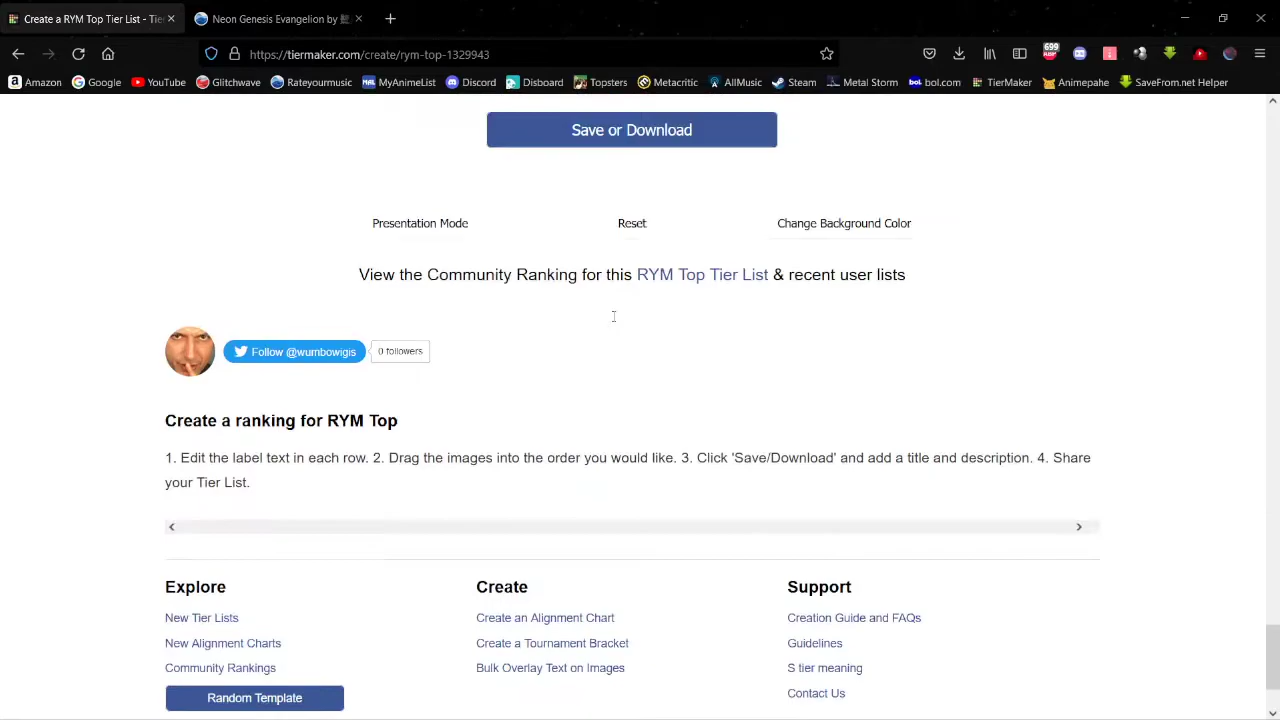 Create a RYM Top Tier List - Tie
Neon Genesis Evangelion by
https://tiermaker.com/create/rym-top-1329943
699
Amazon
Google
YouTube
Glitchwave
Rateyourmusic
MyAnimeList
Discord
Disboard
Topsters
Metacritic
AllMusic
Steam
Metal Storm
bol.com
TierMaker
Animepahe
SaveFrom.net Helper
Save or Download
Presentation Mode
Reset
Change Background Color
View the Community Ranking for this RYM Top Tier List & recent user lists
Follow @wumbowigis
0 followers
Create a ranking for RYM Top
1. Edit the label text in each row. 2. Drag the images into the order you would like. 3. Click 'Save/Download' and add a title and description. 4. Share
your Tier List.
Explore
New Tier Lists
New Alignment Charts
Community Rankings
Random Template
Create
Create an Alignment Chart
Create a Tournament Bracket
Bulk Overlay Text on Images
Support
Creation Guide and FAQs
Guidelines
S tier meaning
Contact Us